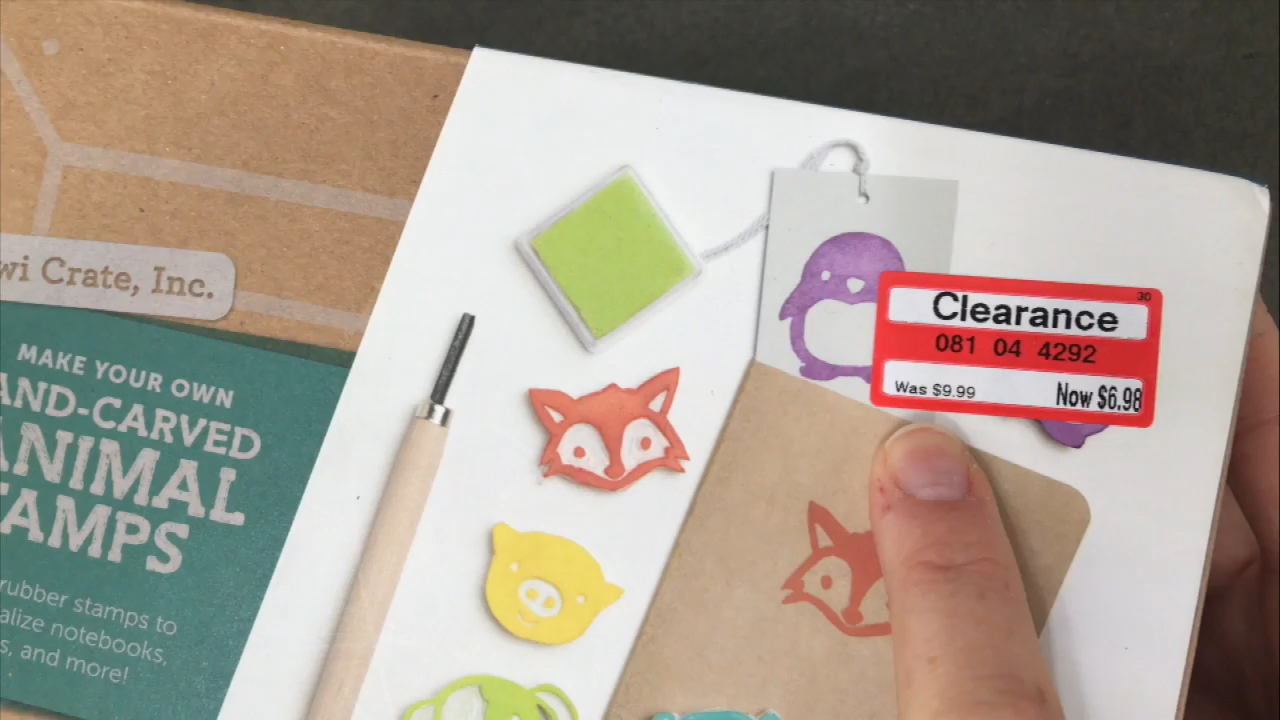 wi Crate, Inc.
MAKE YOUR OWN
AND-CARVED
ANIMAL
TAMPS
rubber stamps to
alize notebooks,
s, and more!
30
Clearance
081 04 4292
Was $9.99 Now $6.98